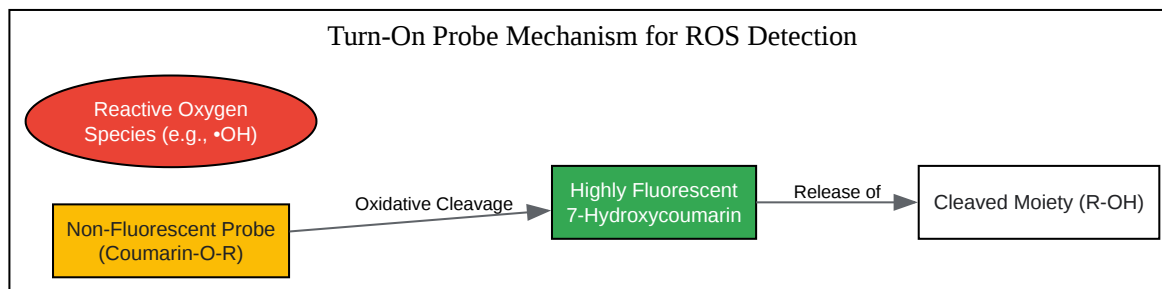 Turn-On Probe Mechanism for ROS Detection
Reactive Oxygen
Species (e.g., •OH)
Non-Fluorescent Probe
(Coumarin-O-R)
Oxidative Cleavage
Highly Fluorescent
7-Hydroxycoumarin
Release of
Cleaved Moiety (R-OH)